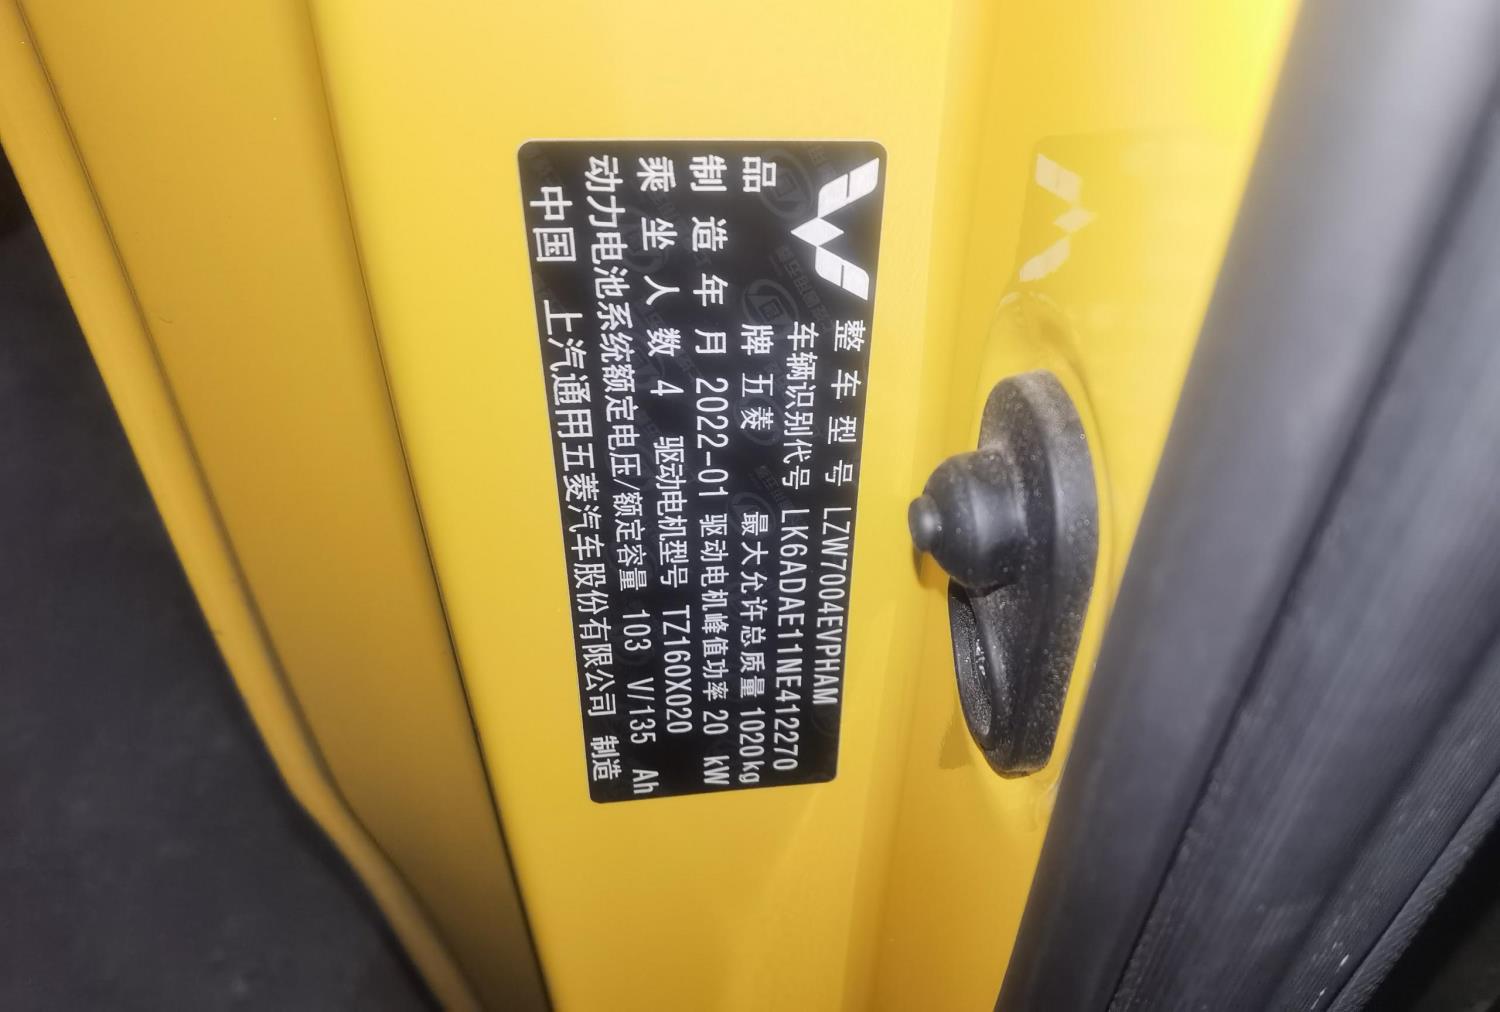 整车型号 LZW7004EVPHAM
车辆识别代号 LK6ADAE11NE412270
品牌 五菱 最大允许总质量 1020kg
制造年月 2022-01 驱动电机峰值功率 20 kW
乘坐人数 4 驱动电机型号 TZ160X020
动力电池系统额定电压/额定容量 103 V/135 Ah
中国 上汽通用五菱汽车股份有限公司 制造